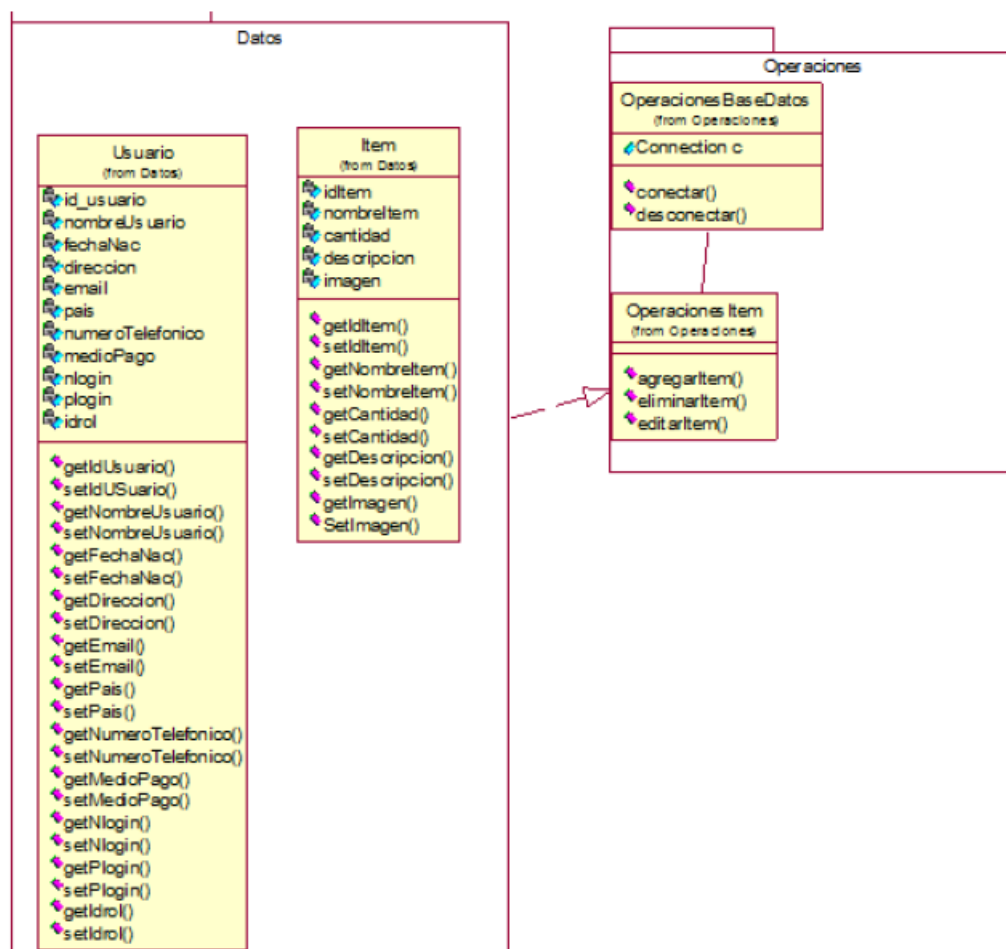 Datos
Usuario
(from Datos)
id_usuario
nombreUsuario
fechaNac
direccion
email
pais
numeroTelefonico
medioPago
nlogin
plogin
idrol
getIdUsuario()
setIdUSuario()
getNombreUsuario()
setNombreUsuario()
getFechaNac()
setFechaNac()
getDireccion()
setDireccion()
getEmail()
setEmail()
getPais()
setPais()
getNumeroTelefonico()
setNumeroTelefonico()
getMedioPago()
setMedioPago()
getNlogin()
setNlogin()
getPlogin()
setPlogin()
getIdrol()
setIdrol()
Item
(from Datos)
idItem
nombreItem
cantidad
descripcion
imagen
getIdItem()
setIdItem()
getNombreItem()
setNombreItem()
getCantidad()
setCantidad()
getDescripcion()
setDescripcion()
getImagen()
SetImagen()
Operaciones
OperacionesBaseDatos
(from Operaciones)
Connection c
conectar()
desconectar()
OperacionesItem
(from Operaciones)
agregarItem()
eliminarItem()
editarItem()